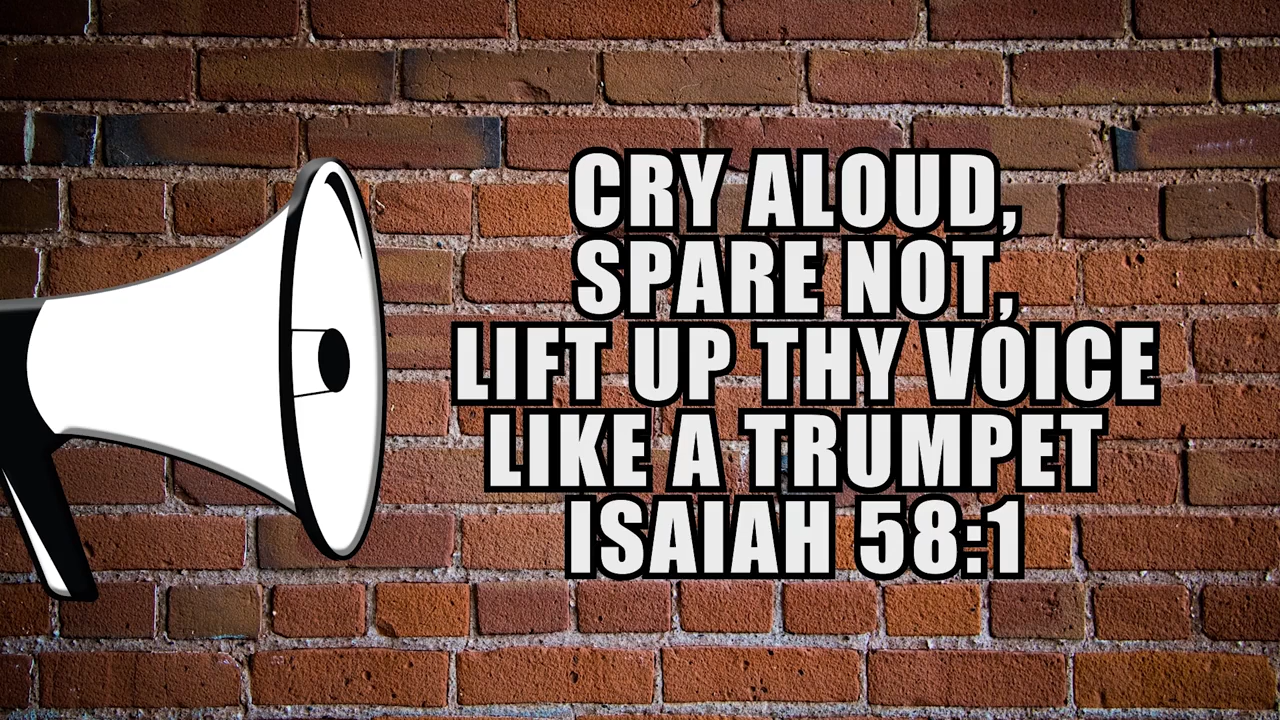 CRY ALOUD,
SPARE NOT,
LIFT UP THY VOICE
LIKE A TRUMPET
ISAIAH 58:1